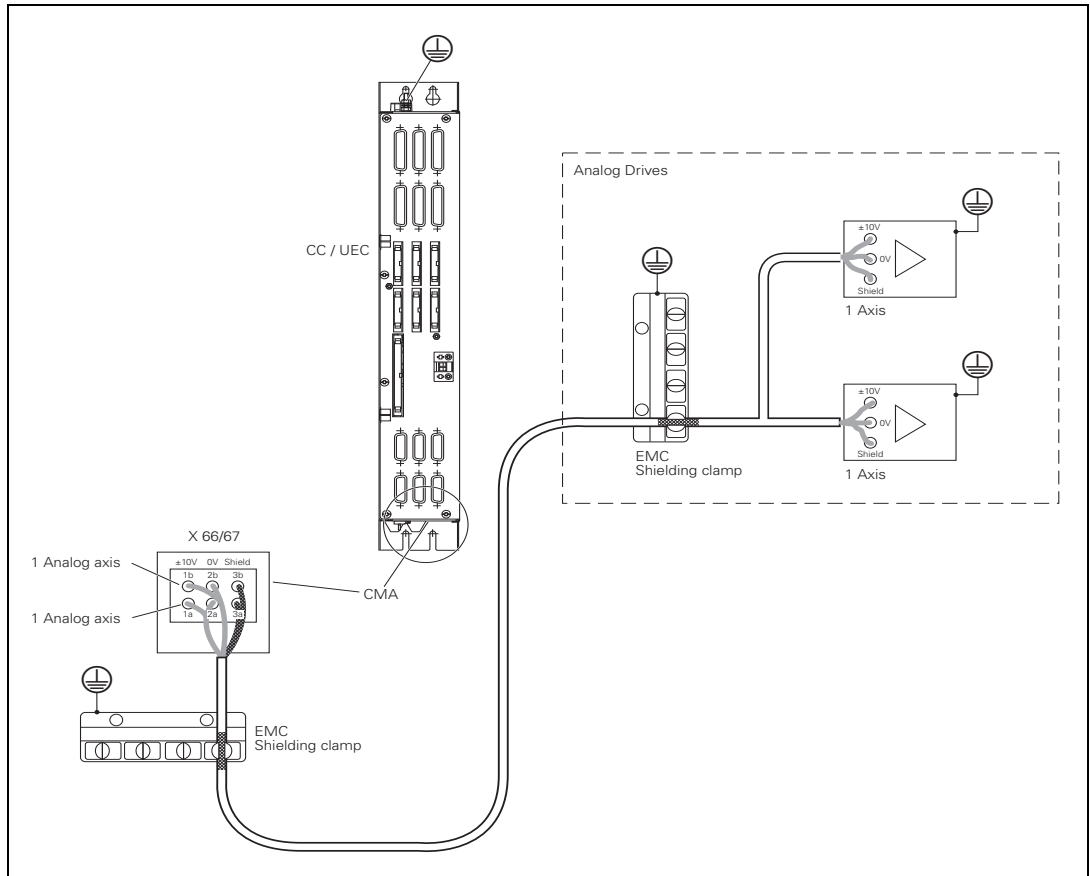 CC / UEC
Analog Drives
±10V
0V
Shield
1 Axis
±10V
0V
Shield
1 Axis
EMC
Shielding clamp
X 66/67
±10V 0V Shield
1b 2b 3b
1a 2a 3a
1 Analog axis
1 Analog axis
CMA
EMC
Shielding clamp